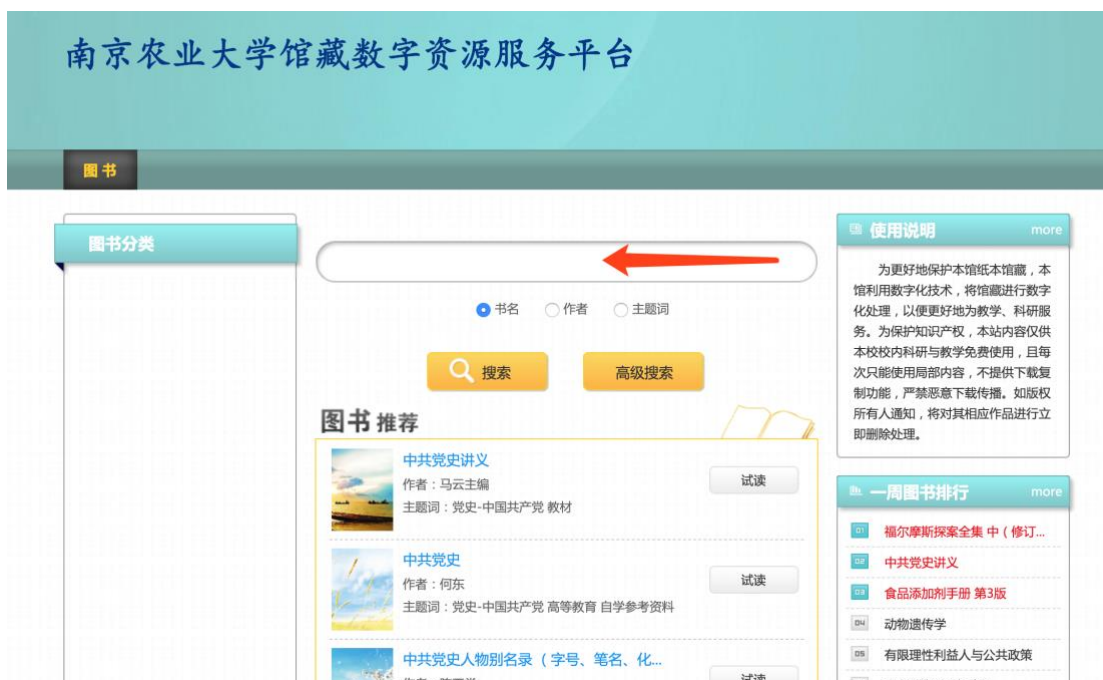 南京农业大学馆藏数字资源服务平台
图书
图书分类
书名 作者 主题词
搜索 高级搜索
图书 推荐
中共党史讲义
作者：马云主编
主题词：党史-中国共产党 教材
试读
中共党史
作者：何东
主题词：党史-中国共产党 高等教育 自学参考资料
试读
中共党史人物别名录 （ 字号、笔名、化...
试读
使用说明 more
为更好地保护本馆纸本馆藏，本
馆利用数字化技术，将馆藏进行数字
化处理，以便更好地为教学、科研服
务。为保护知识产权，本站内容仅供
本校校内科研与教学免费使用，且每
次只能使用局部内容，不提供下载复
制功能，严禁恶意下载传播。如版权
所有人通知，将对其相应作品进行立
即删除处理。
一周图书排行 more
01 福尔摩斯探案全集 中（修订...
02 中共党史讲义
03 食品添加剂手册 第3版
04 动物遗传学
05 有限理性利益人与公共政策